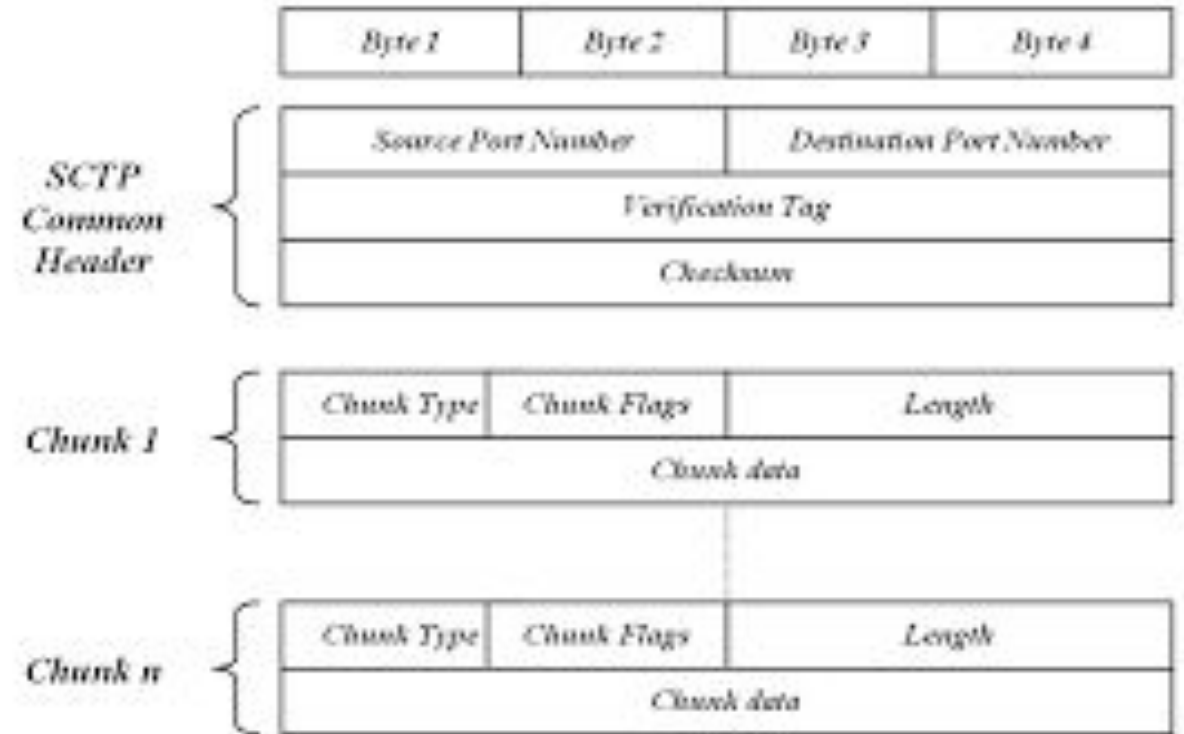 Byte 1 Byte 2 Byte 3 Byte 4
SCTP
Common
Header
Source Port Number Destination Port Number
Verification Tag
Checksum
Chunk 1
Chunk Type Chunk Flags Length
Chunk data
Chunk n
Chunk Type Chunk Flags Length
Chunk data